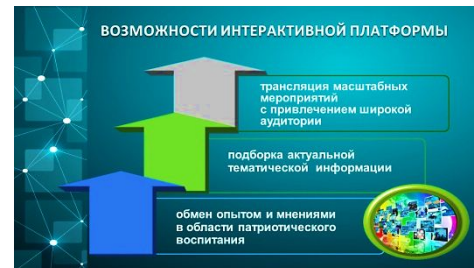 ВОЗМОЖНОСТИ ИНТЕРАКТИВНОЙ ПЛАТФОРМЫ
трансляция масштабных
мероприятий
с привлечением широкой
аудитории
подборка актуальной
тематической информации
обмен опытом и мнениями
в области патриотического
воспитания